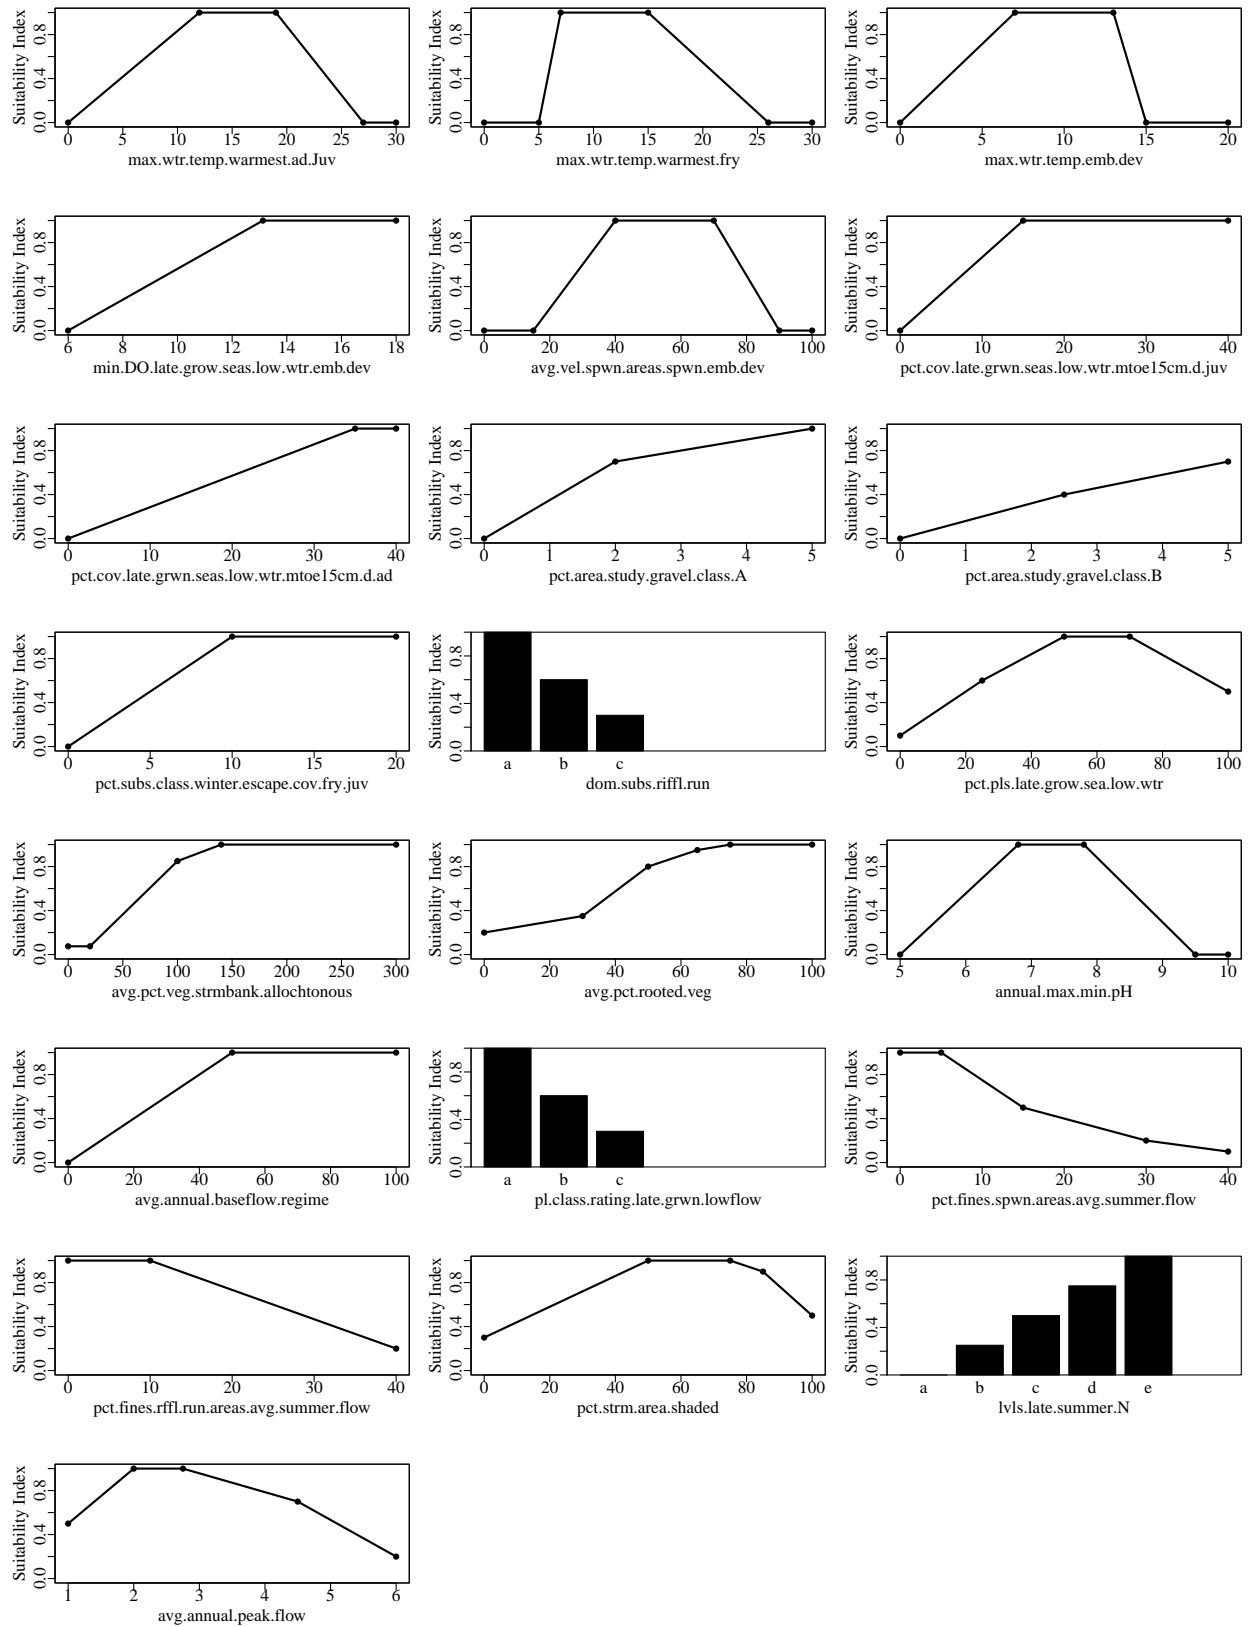 Suitability Index
0.0 0.4 0.8
0 5 10 15 20 25 30
max.wtr.temp.warmest.ad.Juv
Suitability Index
0.0 0.4 0.8
0 5 10 15 20 25 30
max.wtr.temp.warmest.fry
Suitability Index
0.0 0.4 0.8
0 5 10 15 20
max.wtr.temp.emb.dev
Suitability Index
0.0 0.4 0.8
6 8 10 12 14 16 18
min.DO.late.grow.seas.low.wtr.emb.dev
Suitability Index
0.0 0.4 0.8
0 20 40 60 80 100
avg.vel.spwn.areas.spwn.emb.dev
Suitability Index
0.0 0.4 0.8
0 10 20 30 40
pct.cov.late.grwn.seas.low.wtr.mtoe15cm.d.juv
Suitability Index
0.0 0.4 0.8
0 10 20 30 40
pct.cov.late.grwn.seas.low.wtr.mtoe15cm.d.ad
Suitability Index
0.0 0.4 0.8
0 1 2 3 4 5
pct.area.study.gravel.class.A
Suitability Index
0.0 0.4 0.8
0 1 2 3 4 5
pct.area.study.gravel.class.B
Suitability Index
0.0 0.4 0.8
0 5 10 15 20
pct.subs.class.winter.escape.cov.fry.juv
Suitability Index
0.0 0.4 0.8
a b c
dom.subs.riffl.run
Suitability Index
0.0 0.4 0.8
0 20 40 60 80 100
pct.pls.late.grow.sea.low.wtr
Suitability Index
0.0 0.4 0.8
0 50 100 150 200 250 300
avg.pct.veg.strmbank.allochtonous
Suitability Index
0.0 0.4 0.8
0 20 40 60 80 100
avg.pct.rooted.veg
Suitability Index
0.0 0.4 0.8
5 6 7 8 9 10
annual.max.min.pH
Suitability Index
0.0 0.4 0.8
0 20 40 60 80 100
avg.annual.baseflow.regime
Suitability Index
0.0 0.4 0.8
a b c
pl.class.rating.late.grwn.lowflow
Suitability Index
0.0 0.4 0.8
0 10 20 30 40
pct.fines.spwn.areas.avg.summer.flow
Suitability Index
0.0 0.4 0.8
0 10 20 30 40
pct.fines.rffl.run.areas.avg.summer.flow
Suitability Index
0.0 0.4 0.8
0 20 40 60 80 100
pct.strm.area.shaded
Suitability Index
0.0 0.4 0.8
a b c d e
lvls.late.summer.N
Suitability Index
0.0 0.4 0.8
1 2 3 4 5 6
avg.annual.peak.flow